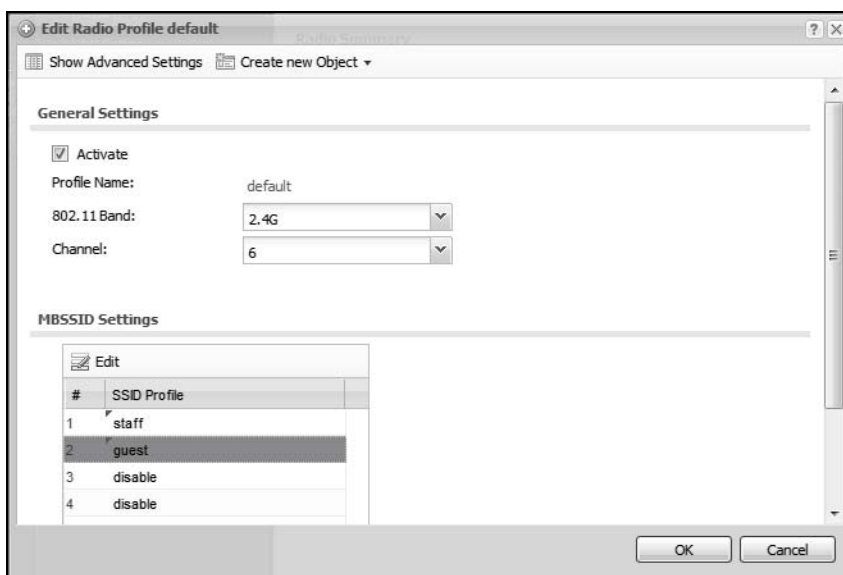 Edit Radio Profile default
Radio Summary
Show Advanced Settings Create new Object
General Settings
Activate
Profile Name: default
802.11 Band: 2.4G
Channel: 6
MBSSID Settings
Edit
# SSID Profile
1 staff
2 guest
3 disable
4 disable
OK Cancel